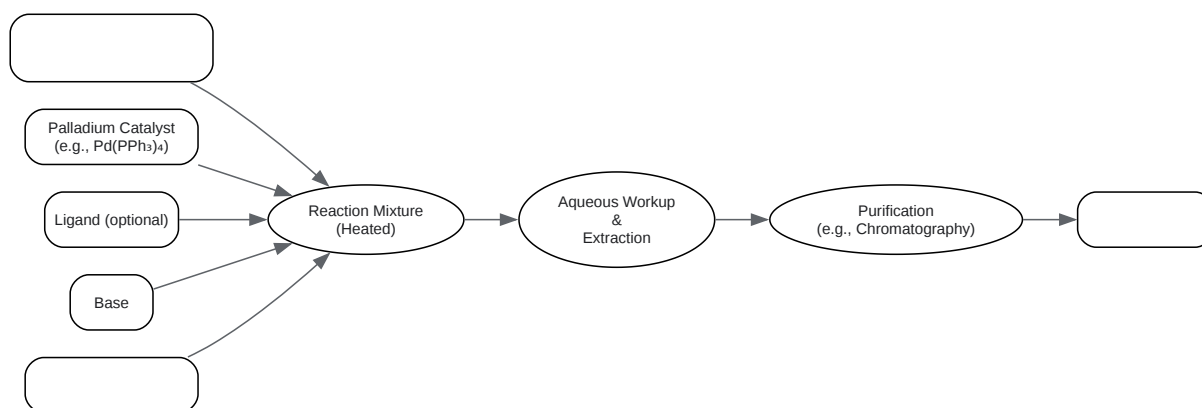 Palladium Catalyst
(e.g., Pd(PPh₃)₄)
Ligand (optional)
Base
Reaction Mixture
(Heated)
Aqueous Workup
&
Extraction
Purification
(e.g., Chromatography)